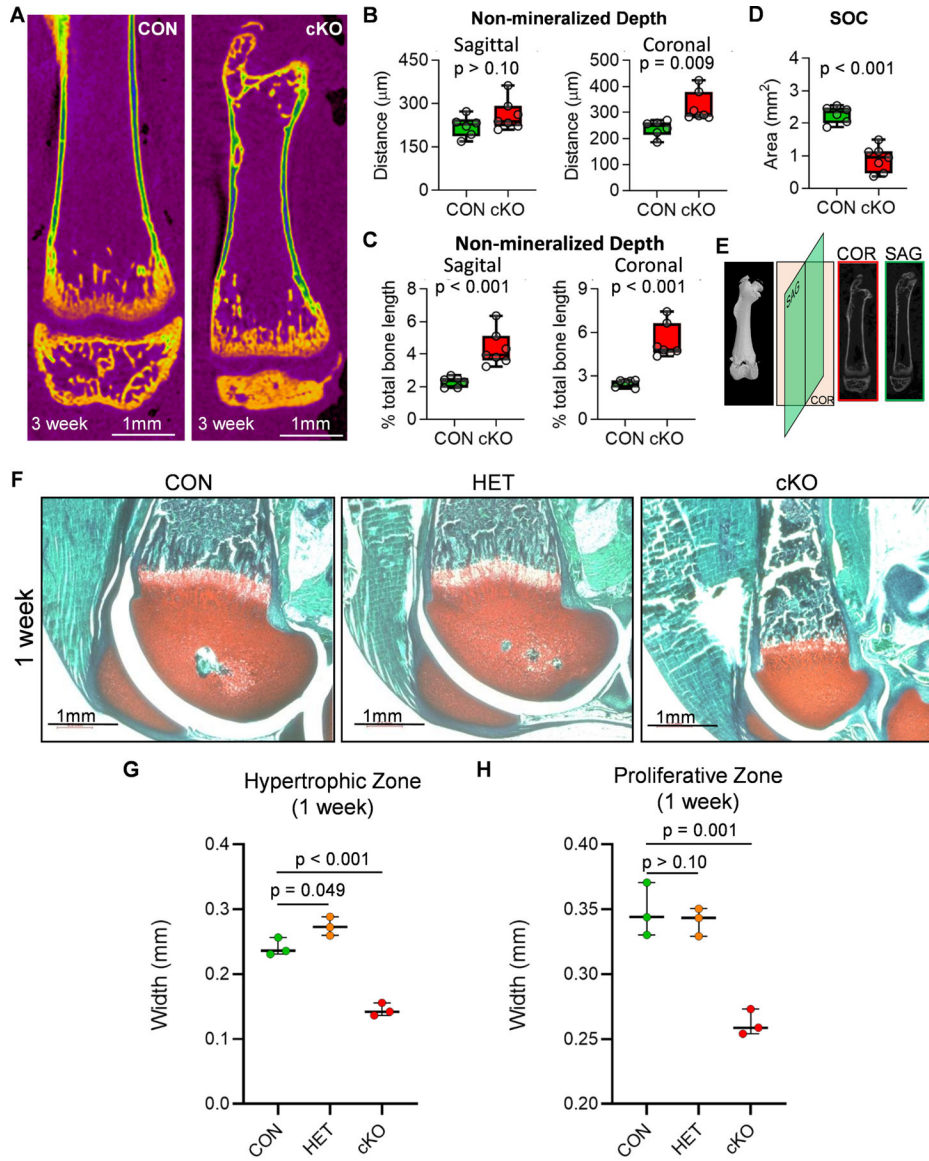 A
CON
3 week
1mm
cKO
3 week
1mm
B
Non-mineralized Depth
Sagittal
p > 0.10
Distance (μm)
450
300
150
0
CON cKO
Coronal
p = 0.009
Distance (μm)
500
400
300
200
100
0
CON cKO
C
Non-mineralized Depth
Sagital
p < 0.001
% total bone length
8
6
4
2
0
CON cKO
Coronal
p < 0.001
% total bone length
9
6
3
0
CON cKO
D
SOC
p < 0.001
Area (mm²)
4
3
2
1
0
CON cKO
E
SAG
COR
COR
SAG
F
CON
HET
cKO
1 week
1mm
1mm
1mm
G
Hypertrophic Zone
(1 week)
p < 0.001
p = 0.049
Width (mm)
0.4
0.3
0.2
0.1
0.0
CON
HET
cKO
H
Proliferative Zone
(1 week)
p = 0.001
p > 0.10
Width (mm)
0.40
0.35
0.30
0.25
0.20
CON
HET
cKO